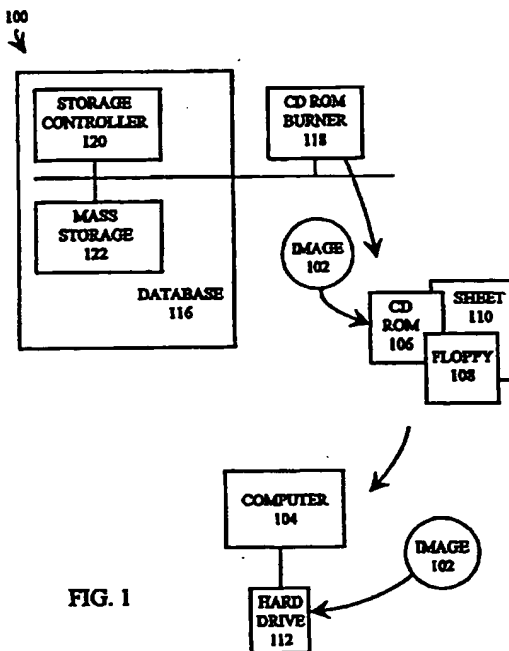 100
STORAGE
CONTROLLER
120
CD ROM
BURNER
118
MASS
STORAGE
122
DATABASE
116
IMAGE
102
CD
ROM
106
SHEET
110
FLOPPY
108
COMPUTER
104
IMAGE
102
HARD
DRIVE
112
FIG. 1